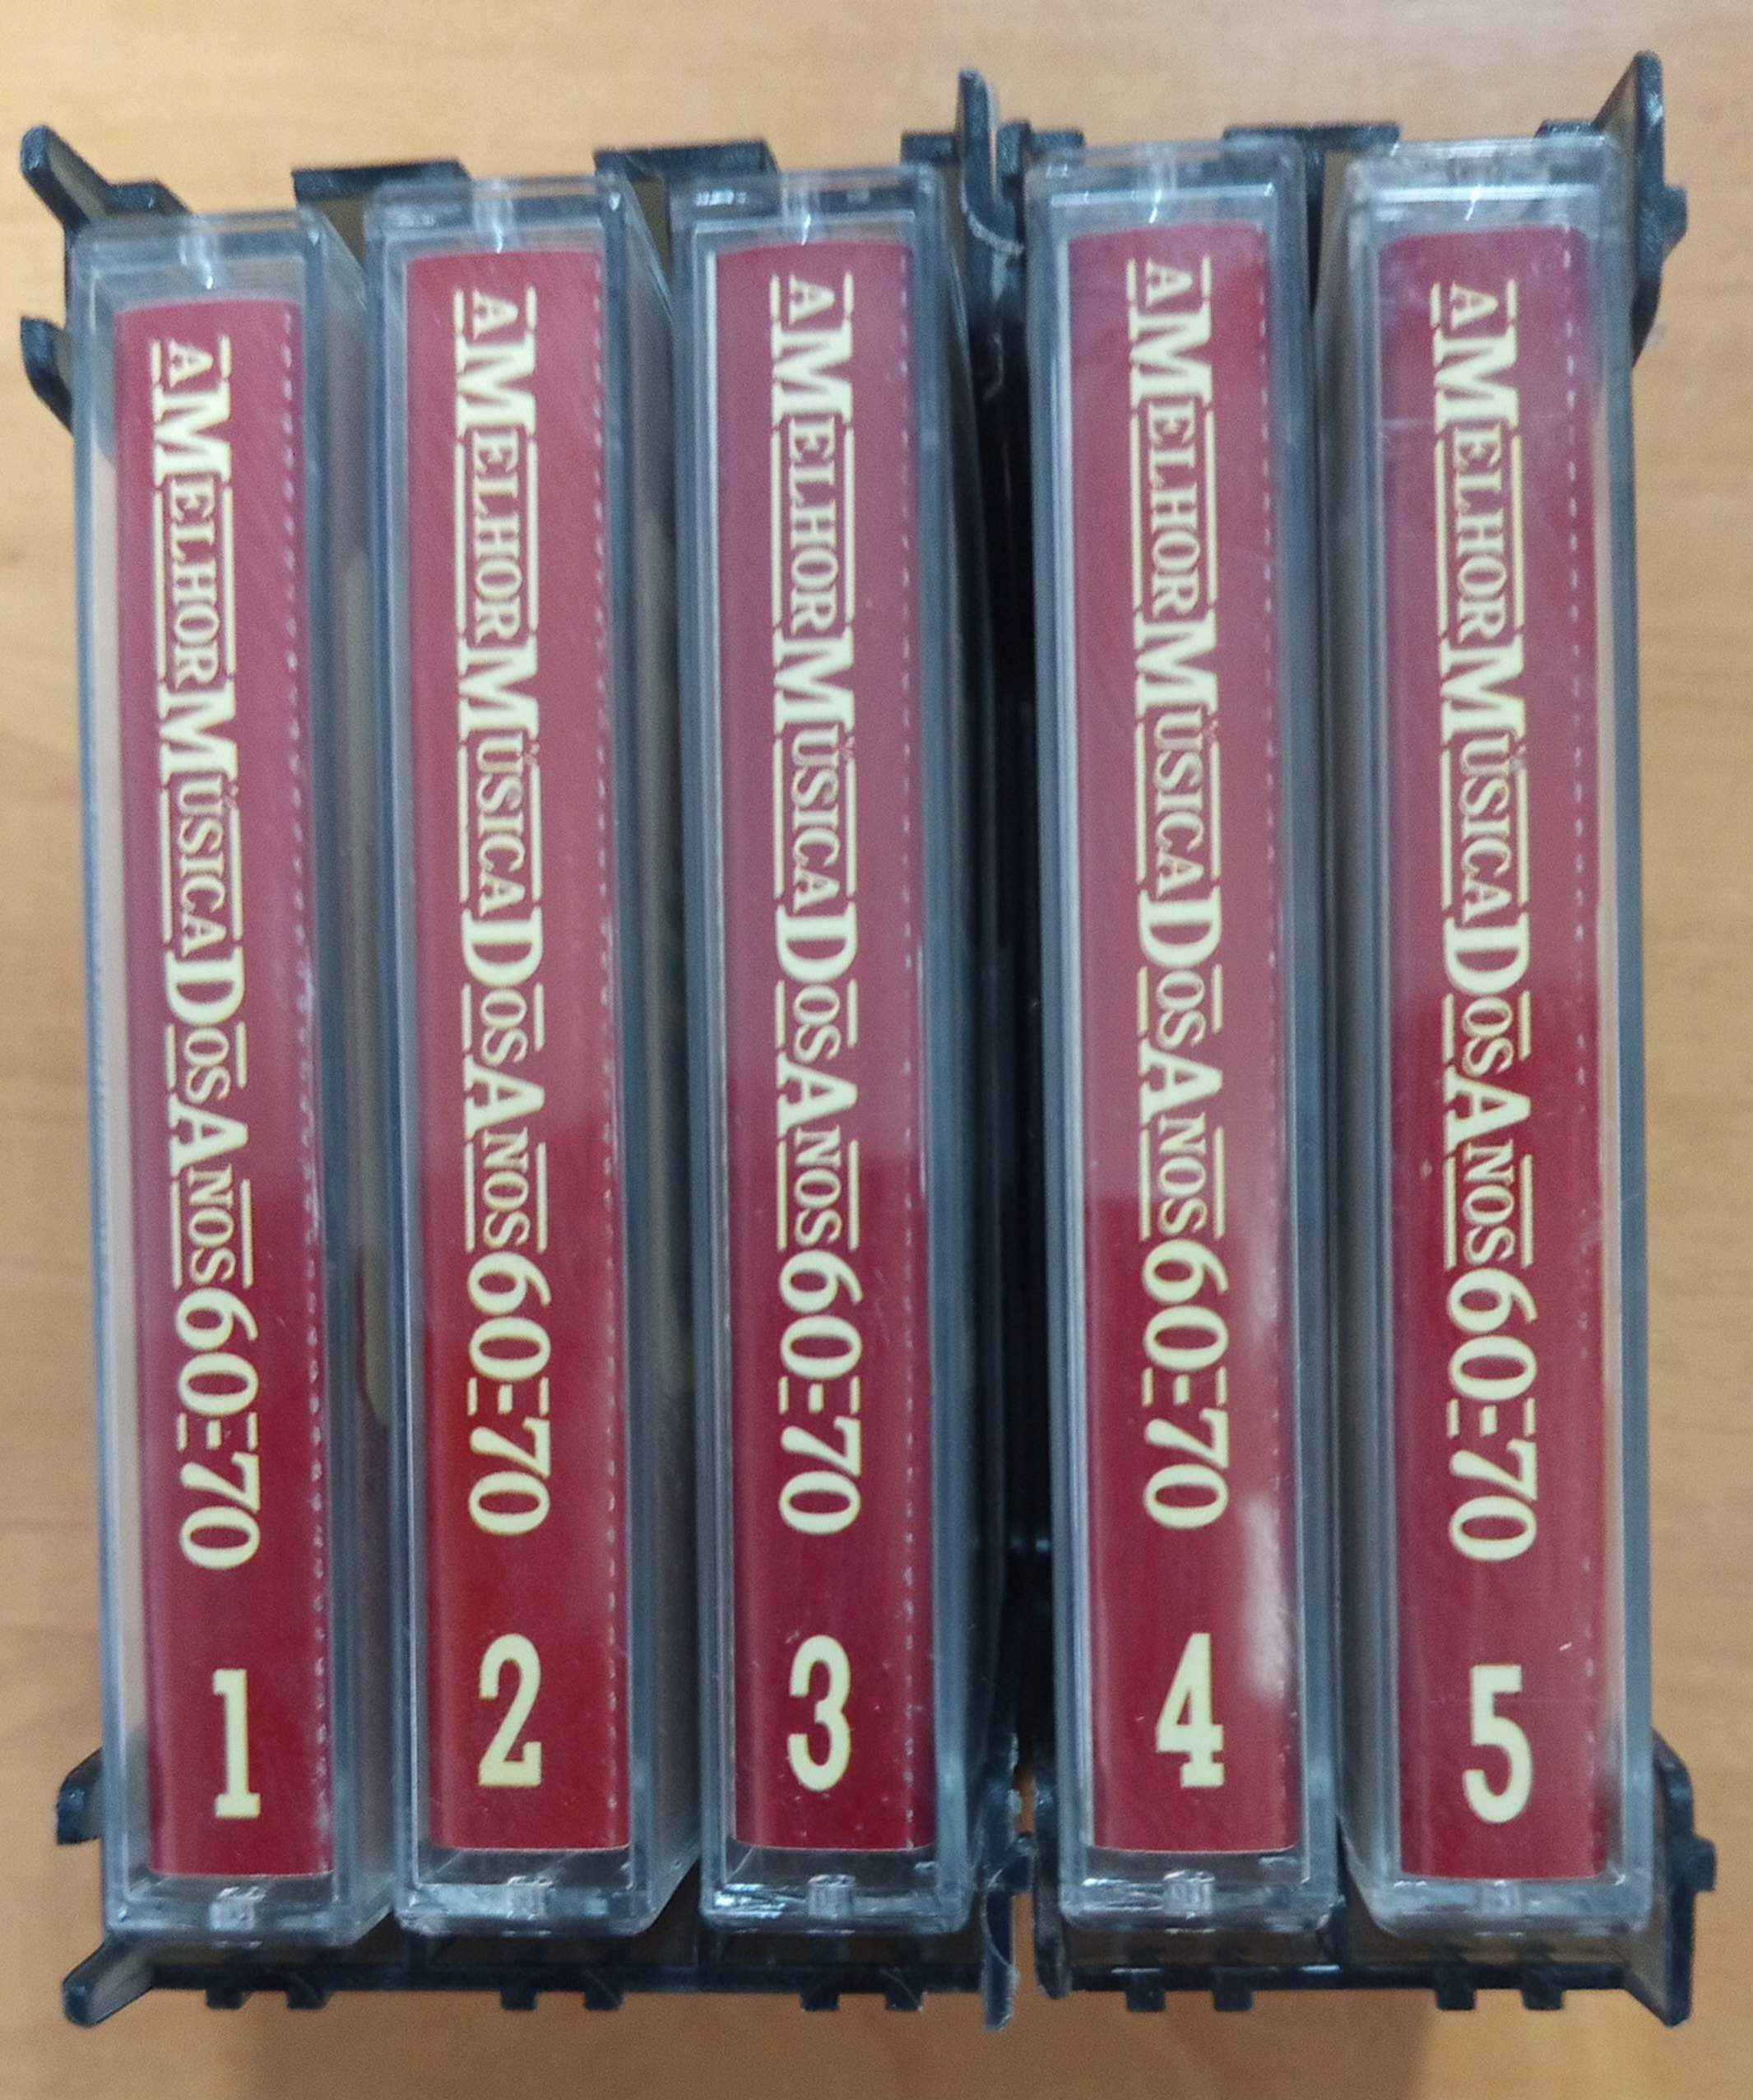 A MELHOR MÚSICA DOS ANOS 60-70 1
A MELHOR MÚSICA DOS ANOS 60-70 2
A MELHOR MÚSICA DOS ANOS 60-70 3
A MELHOR MÚSICA DOS ANOS 60-70 4
A MELHOR MÚSICA DOS ANOS 60-70 5